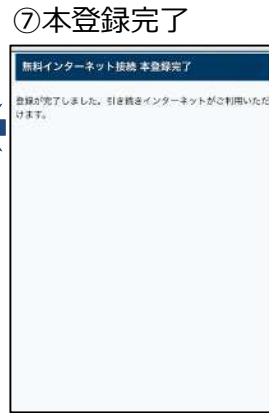 ⑦本登録完了
無料インターネット接続 本登録完了
登録が完了しました。引き続きインターネットがご利用いただ
けます。